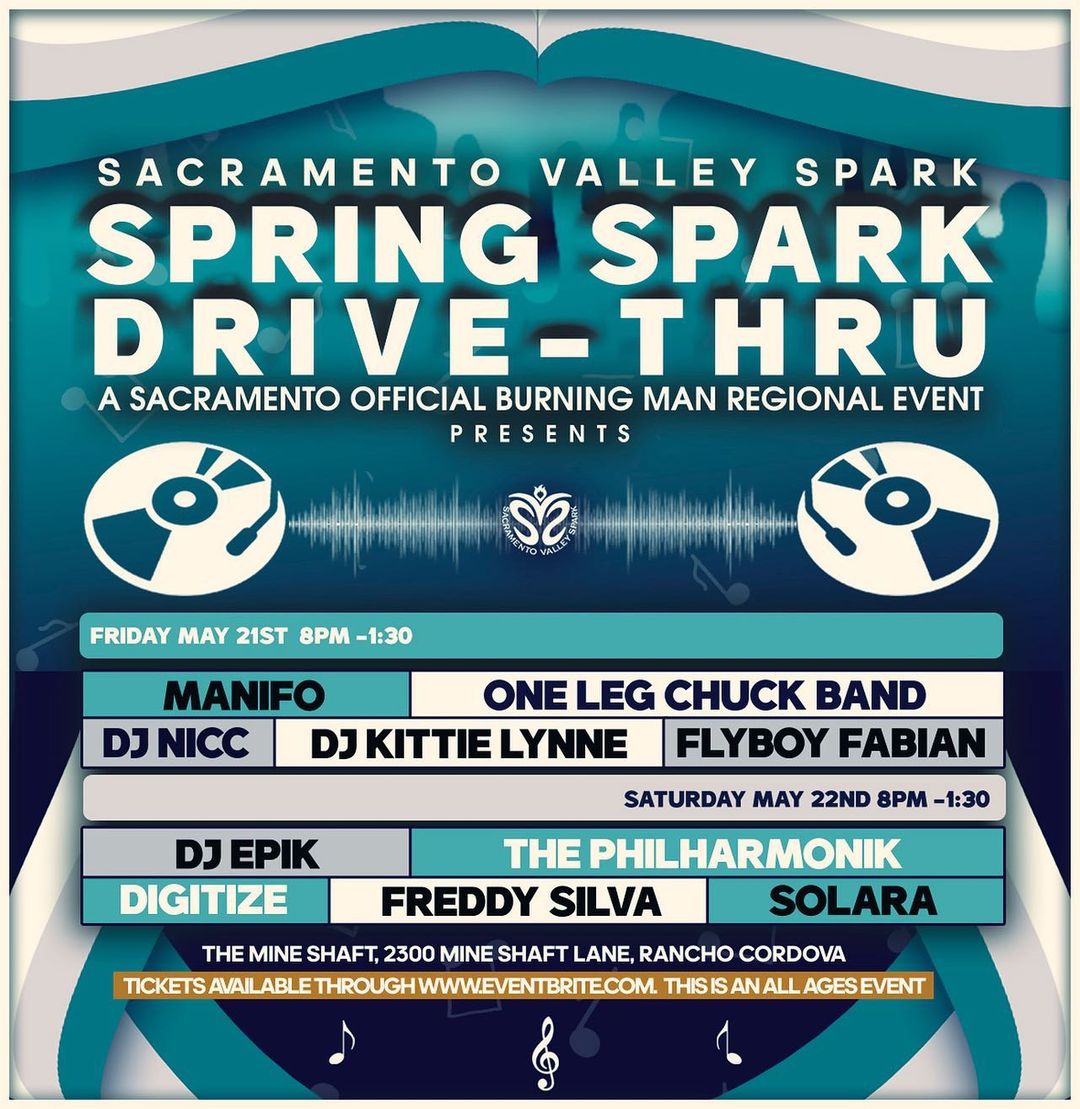 SACRAMENTO VALLEY SPARK
SPRING SPARK
DRIVE-THRU
A SACRAMENTO OFFICIAL BURNING MAN REGIONAL EVENT
PRESENTS
SACRAMENTO VALLEY SPARK
FRIDAY MAY 21ST 8PM -1:30
MANIFO ONE LEG CHUCK BAND
DJ NICC DJ KITTIE LYNNE FLYBOY FABIAN
SATURDAY MAY 22ND 8PM -1:30
DJ EPIK THE PHILHARMONIK
DIGITIZE FREDDY SILVA SOLARA
THE MINE SHAFT, 2300 MINE SHAFT LANE, RANCHO CORDOVA
TICKETS AVAILABLE THROUGH WWW.EVENTBRITE.COM. THIS IS AN ALL AGES EVENT